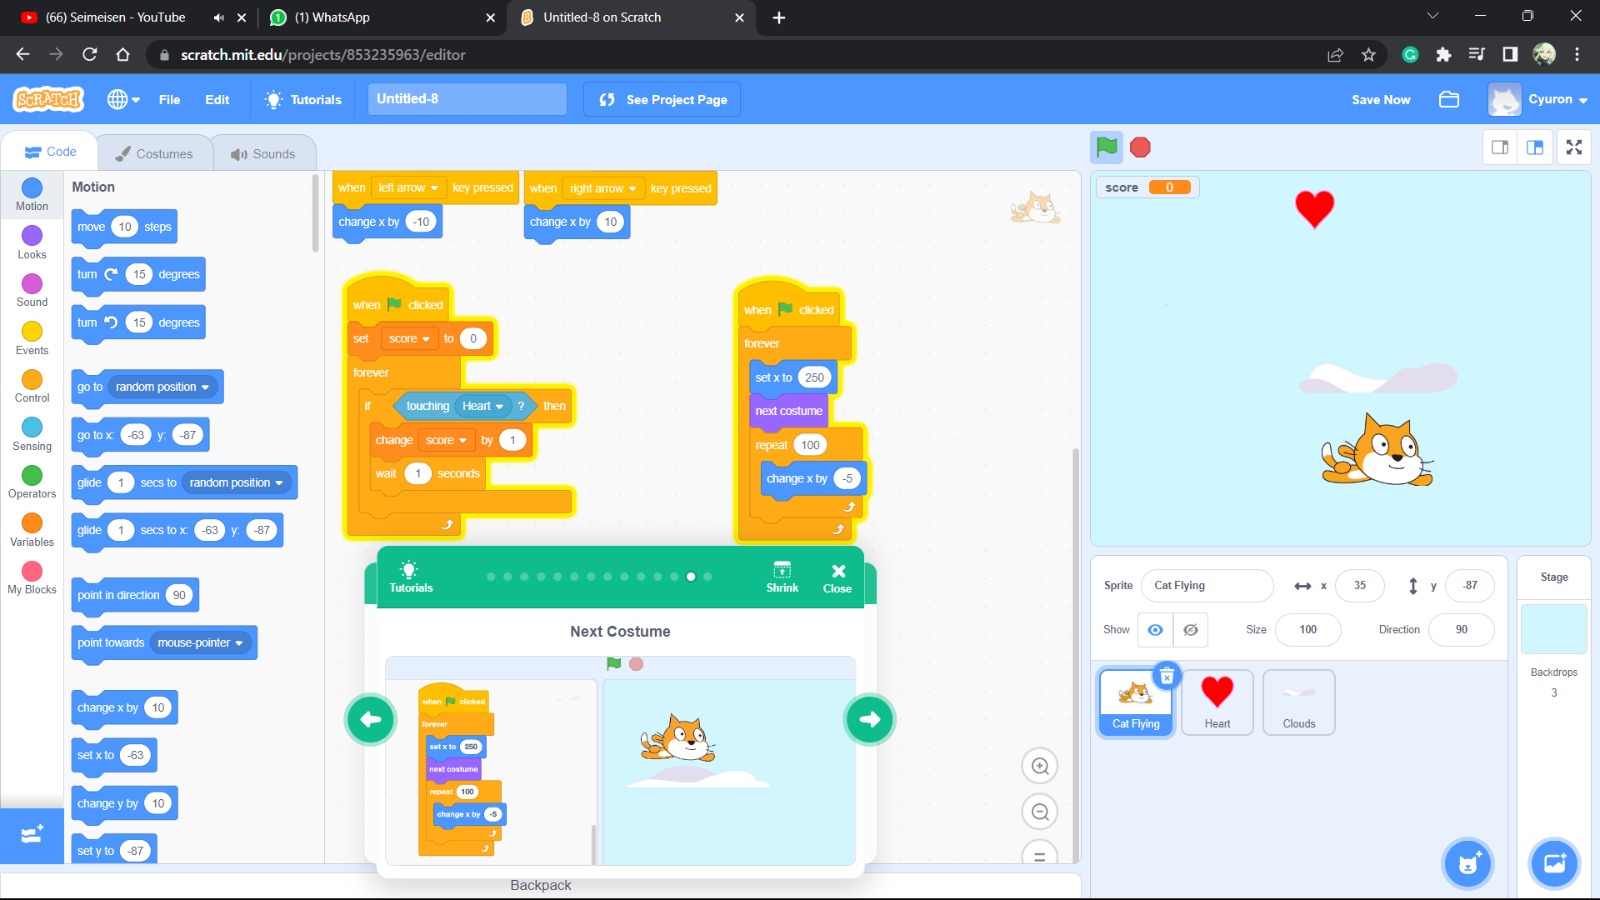 (66) Seimeisen - YouTube
(1) WhatsApp
Untitled-8 on Scratch
scratch.mit.edu/projects/853235963/editor
SCRATCH
File
Edit
Tutorials
Untitled-8
See Project Page
Save Now
Cyuron
Code
Costumes
Sounds
Motion
Looks
Sound
Events
Control
Sensing
Operators
Variables
My Blocks
Motion
move 10 steps
turn 15 degrees
turn 15 degrees
go to random position
go to x: -63 y: -87
glide 1 secs to random position
glide 1 secs to x: -63 y: -87
point in direction 90
point towards mouse-pointer
change x by 10
set x to -63
change y by 10
set y to -87
when left arrow key pressed
change x by -10
when right arrow key pressed
change x by 10
when clicked
set score to 0
forever
if touching Heart ? then
change score by 1
wait 1 seconds
when clicked
forever
set x to 250
next costume
repeat 100
change x by -5
Tutorials
Shrink
Close
Next Costume
when clicked
forever
set x to 250
next costume
repeat 100
change x by -5
Backpack
score 0
Sprite Cat Flying x 35 y -87
Show Size 100 Direction 90
Cat Flying
Heart
Clouds
Stage
Backdrops
3